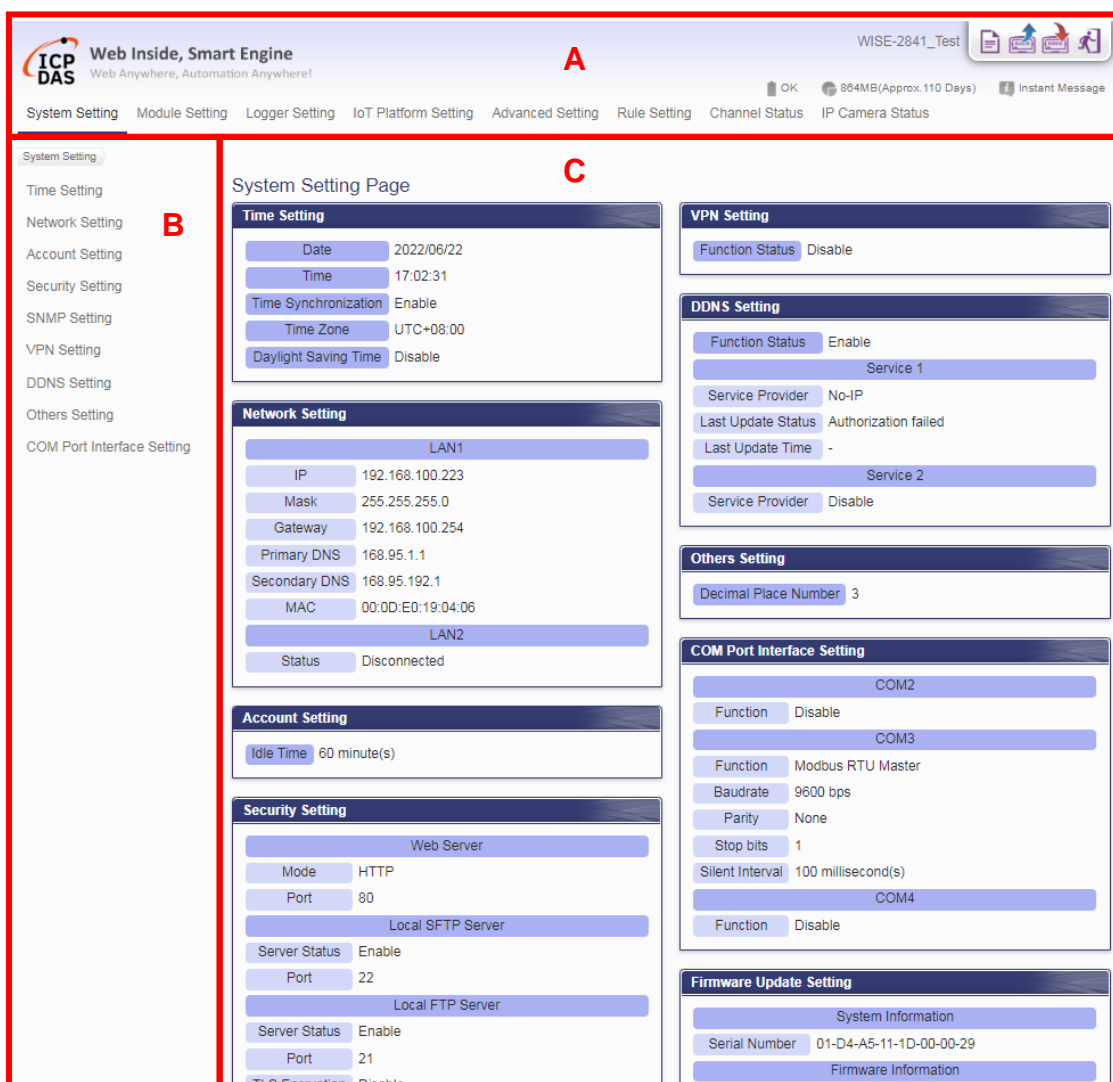 ICP DAS
Web Inside, Smart Engine
Web Anywhere, Automation Anywhere!
A
WISE-2841_Test
OK 864MB(Approx.110 Days) Instant Message
System Setting Module Setting Logger Setting IoT Platform Setting Advanced Setting Rule Setting Channel Status IP Camera Status
B
System Setting
Time Setting
Network Setting
Account Setting
Security Setting
SNMP Setting
VPN Setting
DDNS Setting
Others Setting
COM Port Interface Setting
C
System Setting Page
Time Setting
Date 2022/06/22
Time 17:02:31
Time Synchronization Enable
Time Zone UTC+08:00
Daylight Saving Time Disable
Network Setting
LAN1
IP 192.168.100.223
Mask 255.255.255.0
Gateway 192.168.100.254
Primary DNS 168.95.1.1
Secondary DNS 168.95.192.1
MAC 00:0D:E0:19:04:06
LAN2
Status Disconnected
Account Setting
Idle Time 60 minute(s)
Security Setting
Web Server
Mode HTTP
Port 80
Local SFTP Server
Server Status Enable
Port 22
Local FTP Server
Server Status Enable
Port 21
TLS Encryption Disable
VPN Setting
Function Status Disable
DDNS Setting
Function Status Enable
Service 1
Service Provider No-IP
Last Update Status Authorization failed
Last Update Time -
Service 2
Service Provider Disable
Others Setting
Decimal Place Number 3
COM Port Interface Setting
COM2
Function Disable
COM3
Function Modbus RTU Master
Baudrate 9600 bps
Parity None
Stop bits 1
Silent Interval 100 millisecond(s)
COM4
Function Disable
Firmware Update Setting
System Information
Serial Number 01-D4-A5-11-1D-00-00-29
Firmware Information